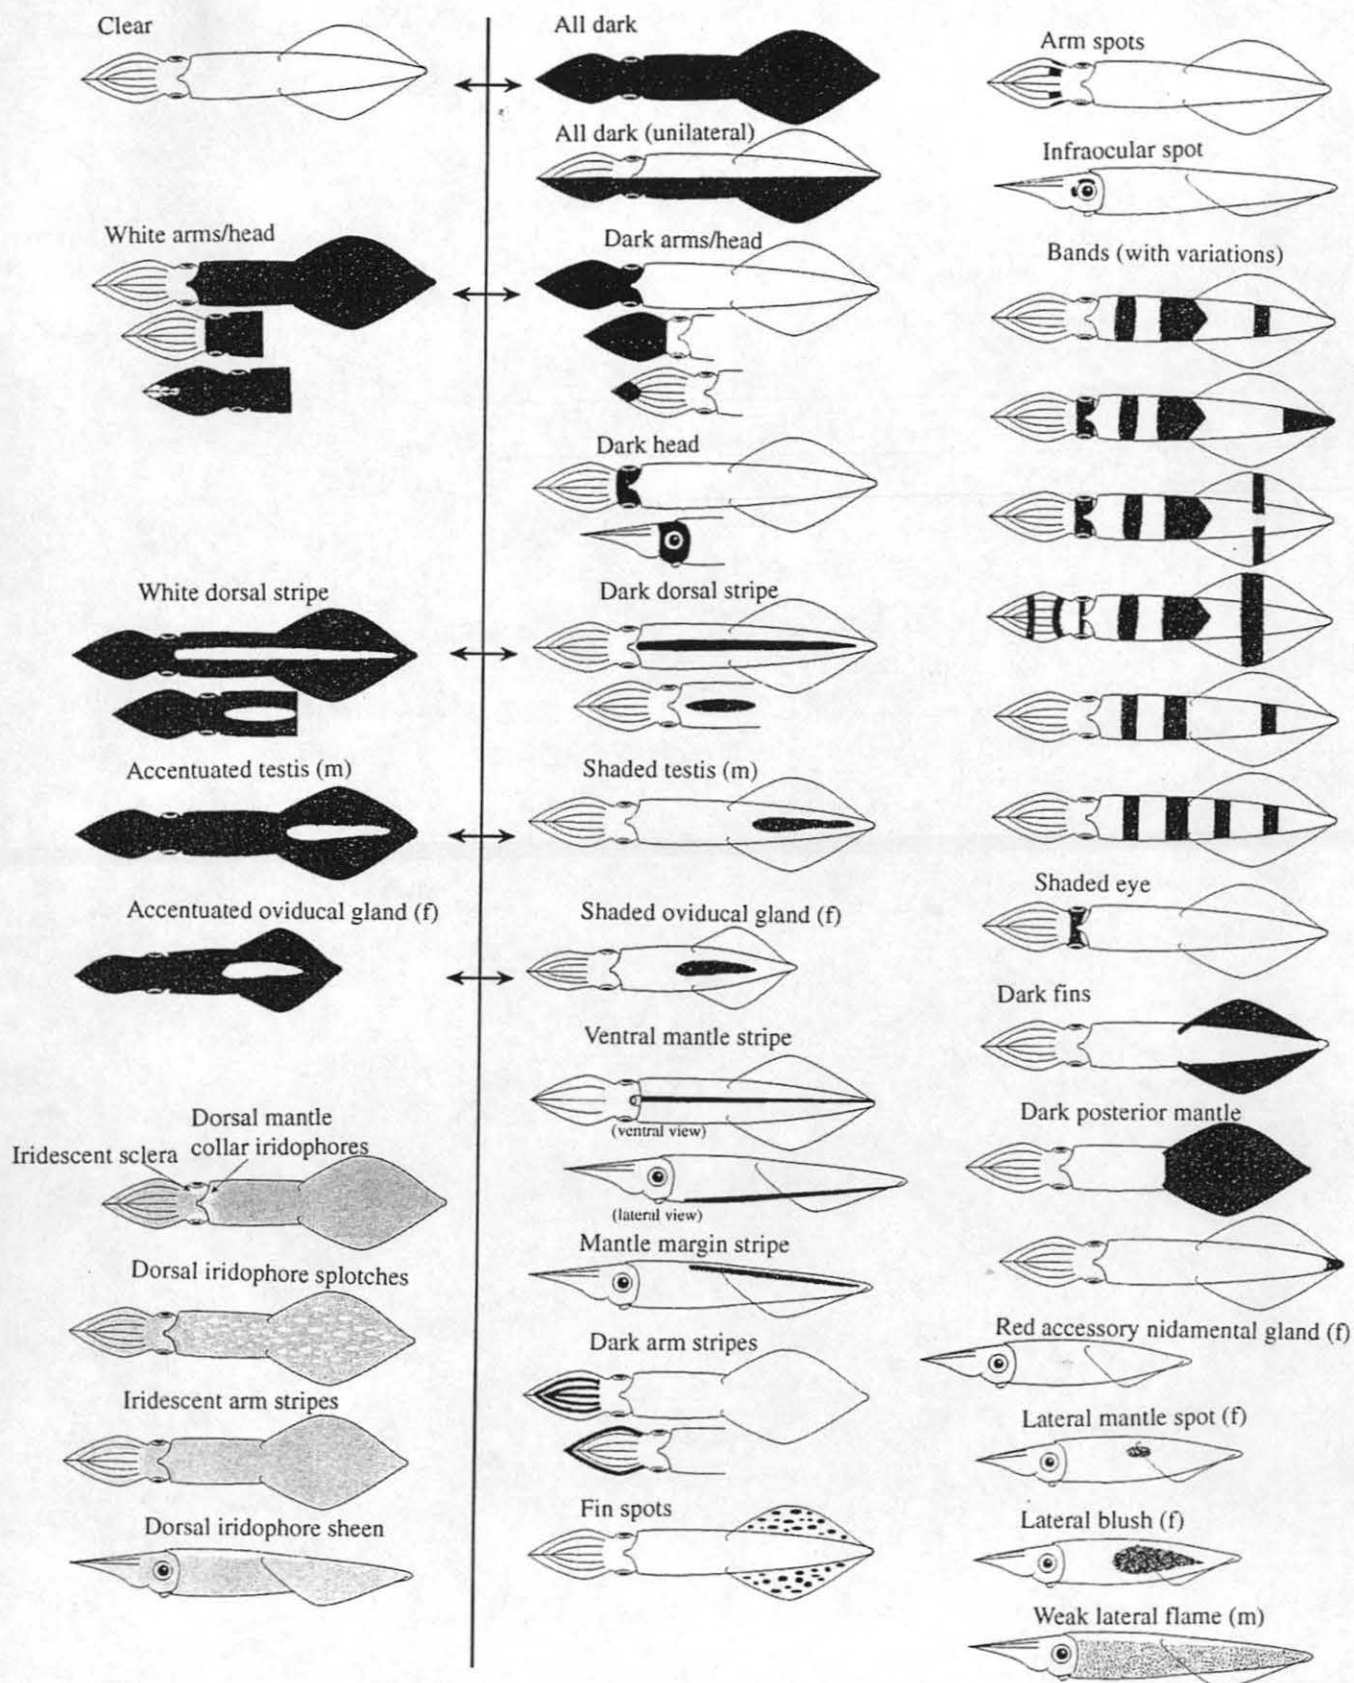 Clear
White arms/head
White dorsal stripe
Accentuated testis (m)
Accentuated oviducal gland (f)
Dorsal mantle
collar iridophores
Iridescent sclera
Dorsal iridophore splotches
Iridescent arm stripes
Dorsal iridophore sheen
All dark
All dark (unilateral)
Dark arms/head
Dark head
Dark dorsal stripe
Shaded testis (m)
Shaded oviducal gland (f)
Ventral mantle stripe
(ventral view)
(lateral view)
Mantle margin stripe
Dark arm stripes
Fin spots
Arm spots
Infraocular spot
Bands (with variations)
Shaded eye
Dark fins
Dark posterior mantle
Red accessory nidamental gland (f)
Lateral mantle spot (f)
Lateral blush (f)
Weak lateral flame (m)